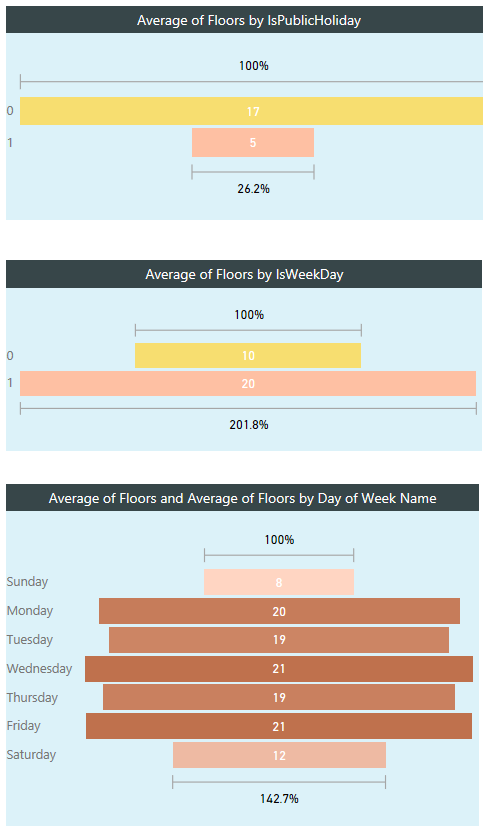 Average of Floors by IsPublicHoliday
100%
0 17
1 5
26.2%
Average of Floors by IsWeekDay
100%
0 10
1 20
201.8%
Average of Floors and Average of Floors by Day of Week Name
100%
Sunday 8
Monday 20
Tuesday 19
Wednesday 21
Thursday 19
Friday 21
Saturday 12
142.7%